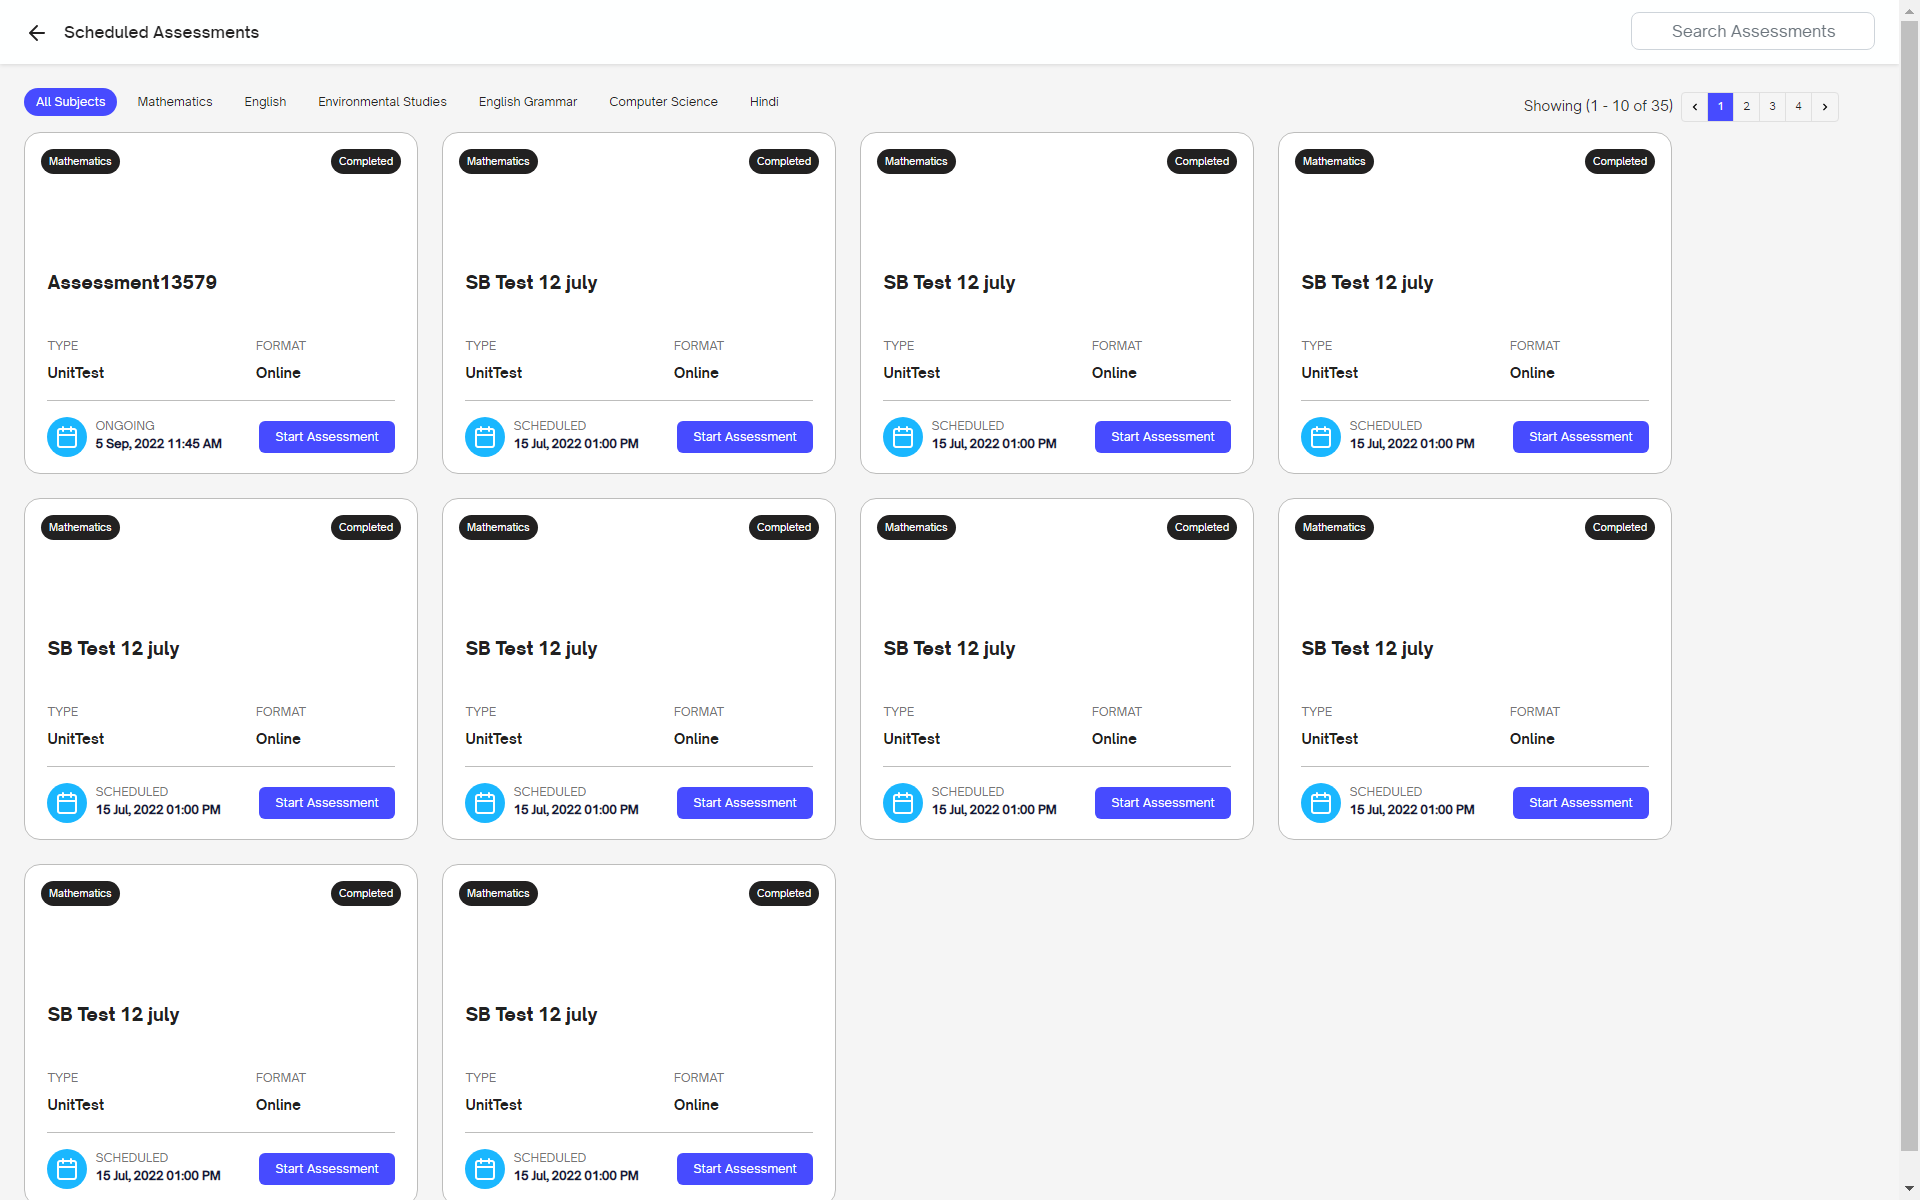 Scheduled Assessments
Search Assessments
All Subjects Mathematics English Environmental Studies English Grammar Computer Science Hindi
Showing (1 - 10 of 35) ‹ 1 2 3 4 ›
Mathematics Completed Mathematics Completed Mathematics Completed Mathematics Completed
Assessment13579 SB Test 12 july SB Test 12 july SB Test 12 july
TYPE FORMAT TYPE FORMAT TYPE FORMAT TYPE FORMAT
UnitTest Online UnitTest Online UnitTest Online UnitTest Online
ONGOING SCHEDULED SCHEDULED SCHEDULED
5 Sep, 2022 11:45 AM Start Assessment 15 Jul, 2022 01:00 PM Start Assessment 15 Jul, 2022 01:00 PM Start Assessment 15 Jul, 2022 01:00 PM Start Assessment
Mathematics Completed Mathematics Completed Mathematics Completed Mathematics Completed
SB Test 12 july SB Test 12 july SB Test 12 july SB Test 12 july
TYPE FORMAT TYPE FORMAT TYPE FORMAT TYPE FORMAT
UnitTest Online UnitTest Online UnitTest Online UnitTest Online
SCHEDULED SCHEDULED SCHEDULED SCHEDULED
15 Jul, 2022 01:00 PM Start Assessment 15 Jul, 2022 01:00 PM Start Assessment 15 Jul, 2022 01:00 PM Start Assessment 15 Jul, 2022 01:00 PM Start Assessment
Mathematics Completed Mathematics Completed
SB Test 12 july SB Test 12 july
TYPE FORMAT TYPE FORMAT
UnitTest Online UnitTest Online
SCHEDULED SCHEDULED
15 Jul, 2022 01:00 PM Start Assessment 15 Jul, 2022 01:00 PM Start Assessment